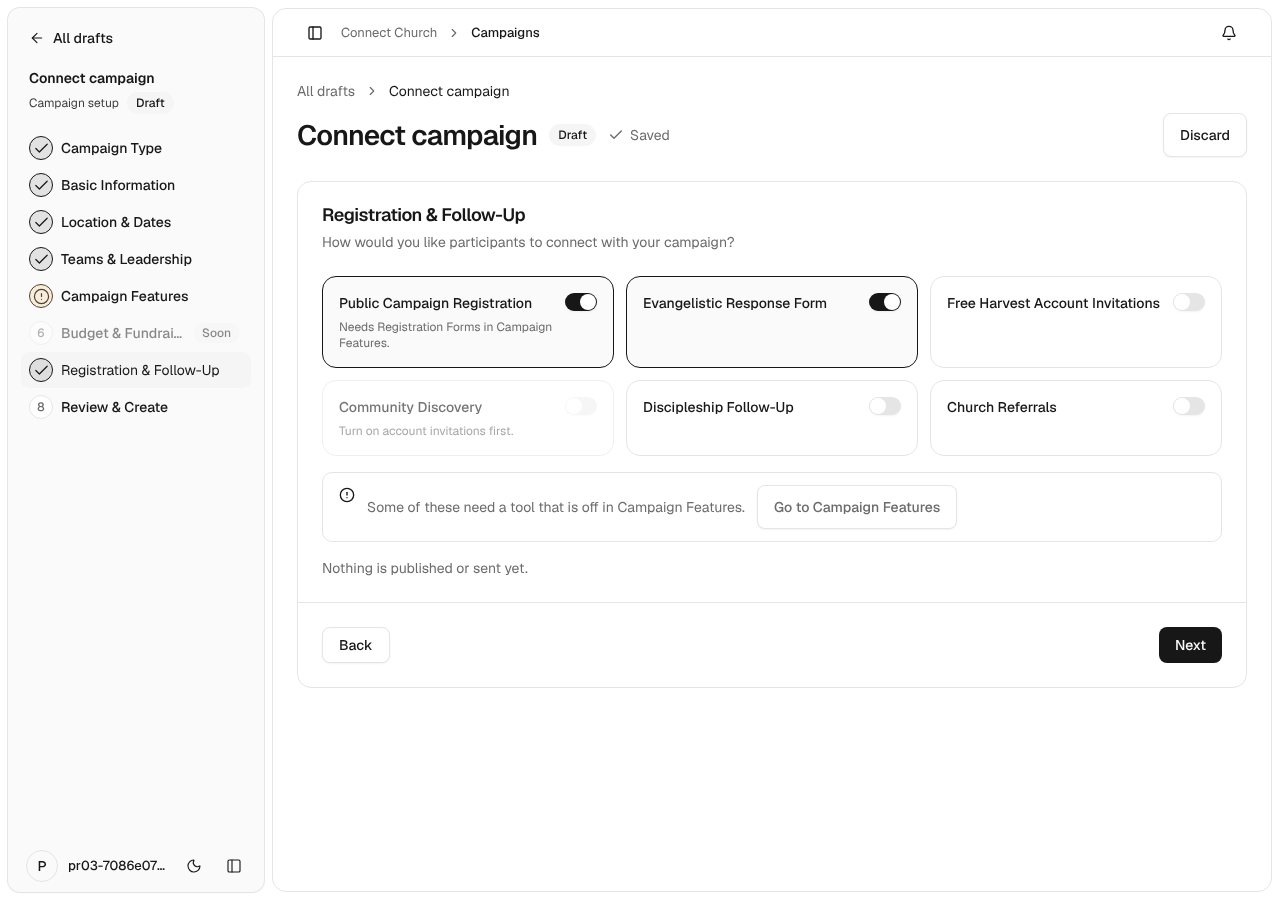 All drafts
Connect campaign
Campaign setup Draft
Campaign Type
Basic Information
Location & Dates
Teams & Leadership
Campaign Features
6 Budget & Fundrai... Soon
Registration & Follow-Up
8 Review & Create
P pr03-7086e07...
Connect Church Campaigns
All drafts Connect campaign
Connect campaign Draft Saved Discard
Registration & Follow-Up
How would you like participants to connect with your campaign?
Public Campaign Registration
Needs Registration Forms in Campaign
Features.
Evangelistic Response Form
Free Harvest Account Invitations
Community Discovery
Turn on account invitations first.
Discipleship Follow-Up
Church Referrals
Some of these need a tool that is off in Campaign Features. Go to Campaign Features
Nothing is published or sent yet.
Back Next